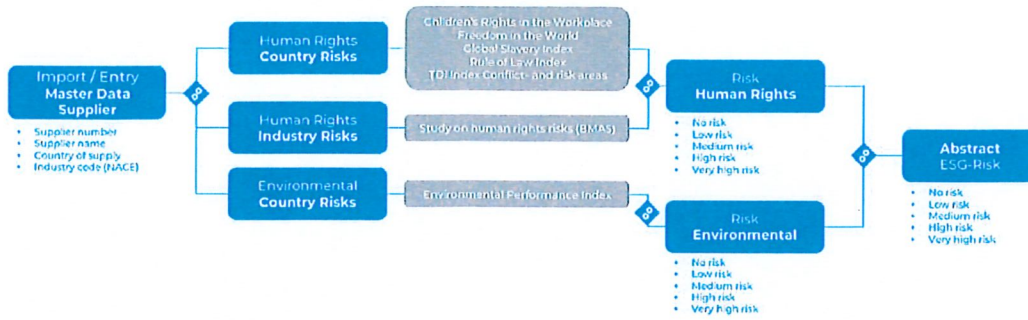 Import / Entry
Master Data
Supplier
• Supplier number
• Supplier name
• Country of supply
• Industry code (NACE)
Human Rights
Country Risks
Children's Rights in the Workplace
Freedom in the World
Global Slavery Index
Rule of Law Index
TDI Index Conflict- and risk areas
Human Rights
Industry Risks
Study on human rights risks (BMAS)
Environmental
Country Risks
Environmental Performance Index
Risk
Human Rights
• No risk
• Low risk
• Medium risk
• High risk
• Very high risk
Risk
Environmental
• No risk
• Low risk
• Medium risk
• High risk
• Very high risk
Abstract
ESG-Risk
• No risk
• Low risk
• Medium risk
• High risk
• Very high risk